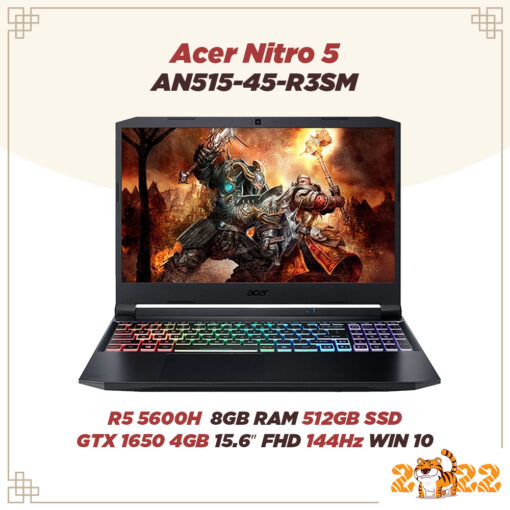 Acer Nitro 5
AN515-45-R3SM
acer
R5 5600H 8GB RAM 512GB SSD
GTX 1650 4GB 15.6" FHD 144Hz WIN 10
2022